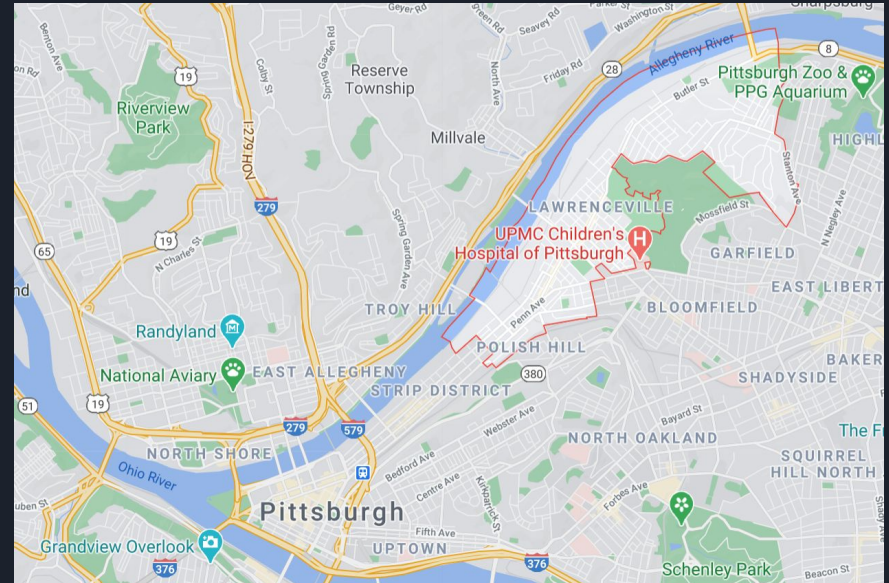 Geyer Rd
Parker St
Sharpsburg
Benton Ave
19
Colby St
Spring Garden Rd
North Ave
Seavey Rd
Washington St
Friday Rd
28
Allegheny River
8
on Rd
Reserve
Township
Butler St
Pittsburgh Zoo &
PPG Aquarium
Riverview
Park
I-279 HOV
Millvale
HIGHL
Stanton Ave
279
LAWRENCEVILLE
Mossfield St
N Negley Ave
19
N Charles St
65
Spring Garden Ave
UPMC Children's
Hospital of Pittsburgh
H
GARFIELD
nd
EAST LIBERT
TROY HILL
Penn Ave
BLOOMFIELD
Randyland
POLISH HILL
BAKER
National Aviary
EAST ALLEGHENY
380
SHADYSIDE
STRIP DISTRICT
51
19
279
579
Webster Ave
Bayard St
The F
NORTH OAKLAND
NORTH SHORE
SQUIRREL
HILL NORTH
Ohio River
Bedford Ave
Centre Ave
Kirkpatrick St
Forbes Ave
uben St
Pittsburgh
Shady Ave
Fifth Ave
Grandview Overlook
UPTOWN
376
376
Schenley Park
Beacon St